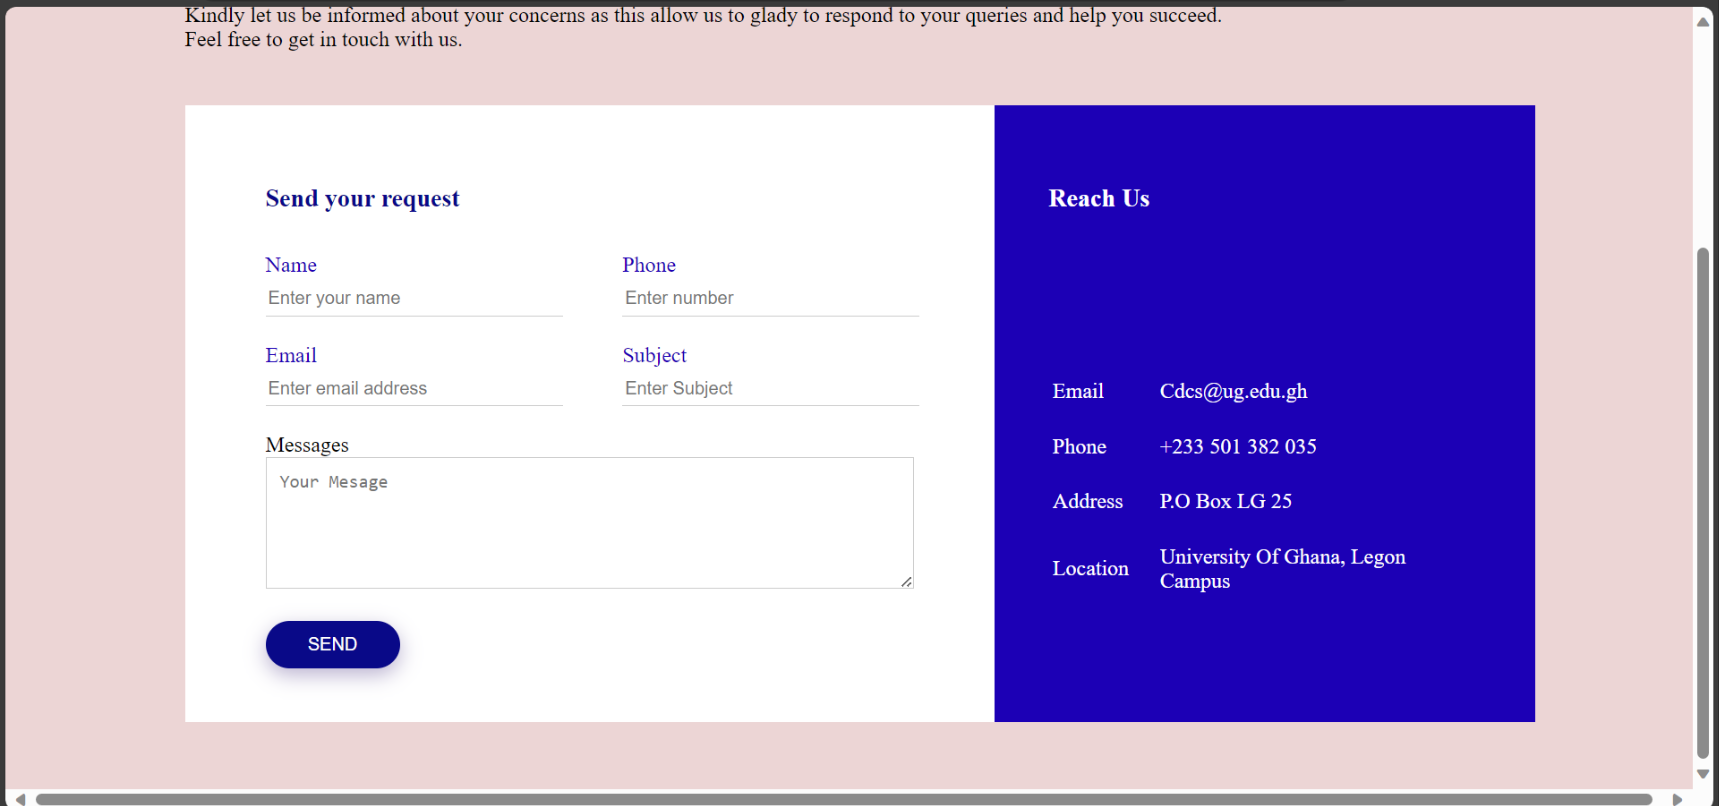 Kindly let us be informed about your concerns as this allow us to glady to respond to your queries and help you succeed.
Feel free to get in touch with us.
Send your request
Name
Phone
Enter your name
Enter number
Email
Subject
Enter email address
Enter Subject
Messages
Your Mesage
SEND
Reach Us
Email Cdcs@ug.edu.gh
Phone +233 501 382 035
Address P.O Box LG 25
Location University Of Ghana, Legon
Campus